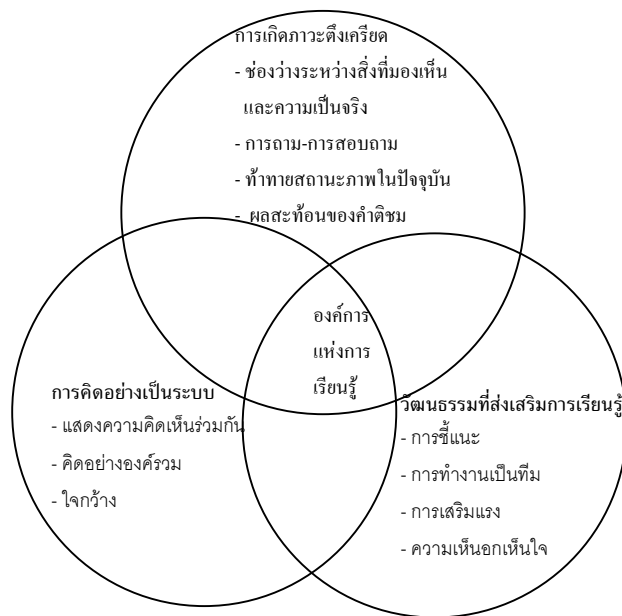 การเกิดภาวะตึงเครียด
- ช่องว่างระหว่างสิ่งที่มองเห็น
และความเป็นจริง
- การถาม-การสอบถาม
- ท้าทายสถานะภาพในปัจจุบัน
- ผลสะท้อนของคำติชม
องค์การ
แห่งการ
เรียนรู้
การคิดอย่างเป็นระบบ
- แสดงความคิดเห็นร่วมกัน
- คิดอย่างองค์รวม
- ใจกว้าง
วัฒนธรรมที่ส่งเสริมการเรียนรู้
- การชี้แนะ
- การทำงานเป็นทีม
- การเสริมแรง
- ความเห็นอกเห็นใจ